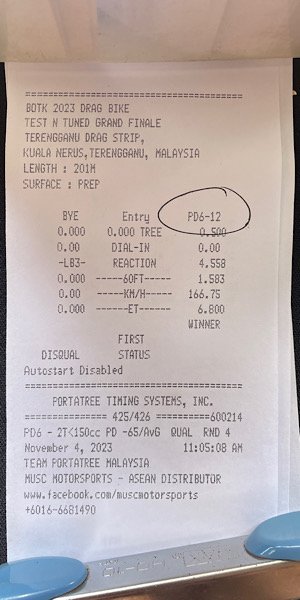 ========================================
BOTK 2023 DRAG BIKE
TEST N TUNED GRAND FINALE
TERENGGANU DRAG STRIP,
KUALA NERUS,TERENGGANU, MALAYSIA
LENGTH : 201M
SURFACE : PREP
BYE Entry PD6-12
0.000 0.000 TREE 0.500
0.00 DIAL-IN 0.00
-LB3- REACTION 4.558
0.000 -----60FT----- 1.583
0.00 -----KM/H----- 166.75
0.000 ------ET------ 6.800
WINNER
FIRST
DISQUAL STATUS
Autostart Disabled
========================================
PORTATREE TIMING SYSTEMS, INC.
=============== 425/426 ==========600214
PD6 - 2T<150cc PD -65/AvG QUAL RND 4
November 4, 2023 11:05:08 AM
TEAM PORTATREE MALAYSIA
MUSC MOTORSPORTS - ASEAN DISTRIBUTOR
www.facebook.com/muscmotorsports
+6016-6681490